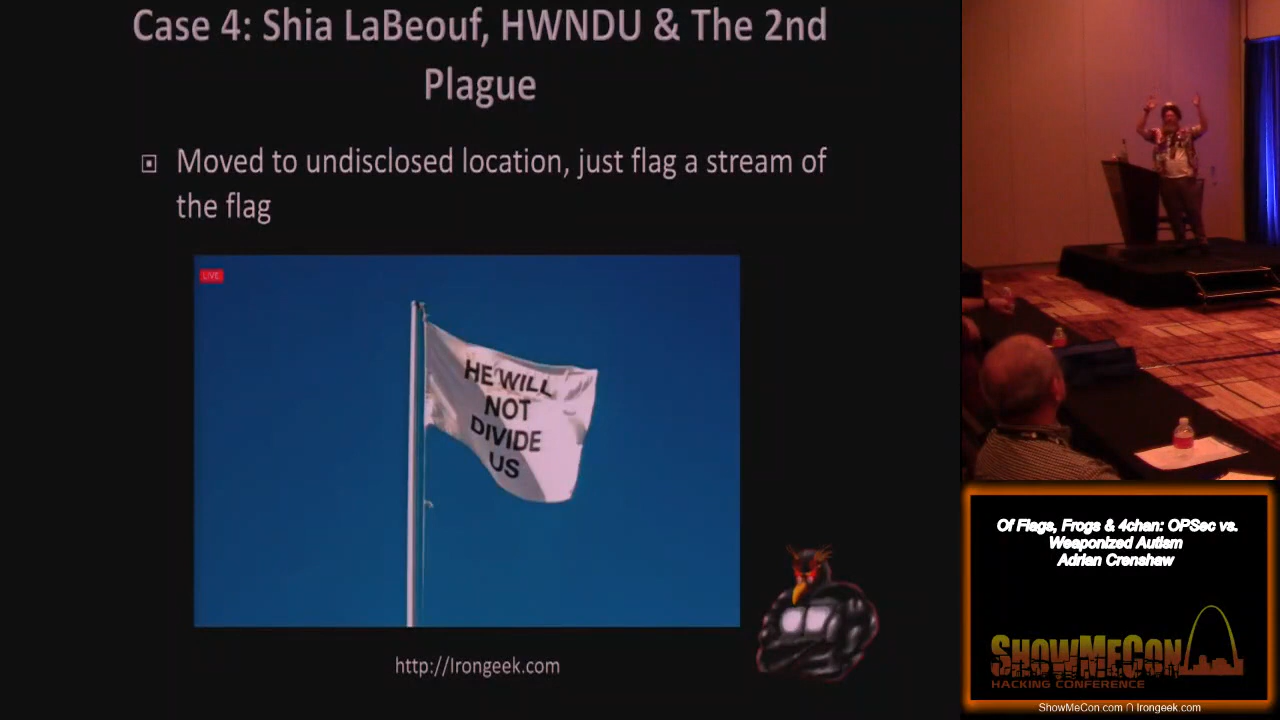 Case 4: Shia LaBeouf, HWNDU & The 2nd
Plague
Moved to undisclosed location, just flag a stream of
the flag
LIVE
HE WILL
NOT
DIVIDE
US
http://Irongeek.com
Of Flags, Frogs & 4chan: OPSec vs.
Weaponized Autism
Adrian Crenshaw
SHOWMECON
HACKING CONFERENCE
ShowMeCon.com ∩ Irongeek.com